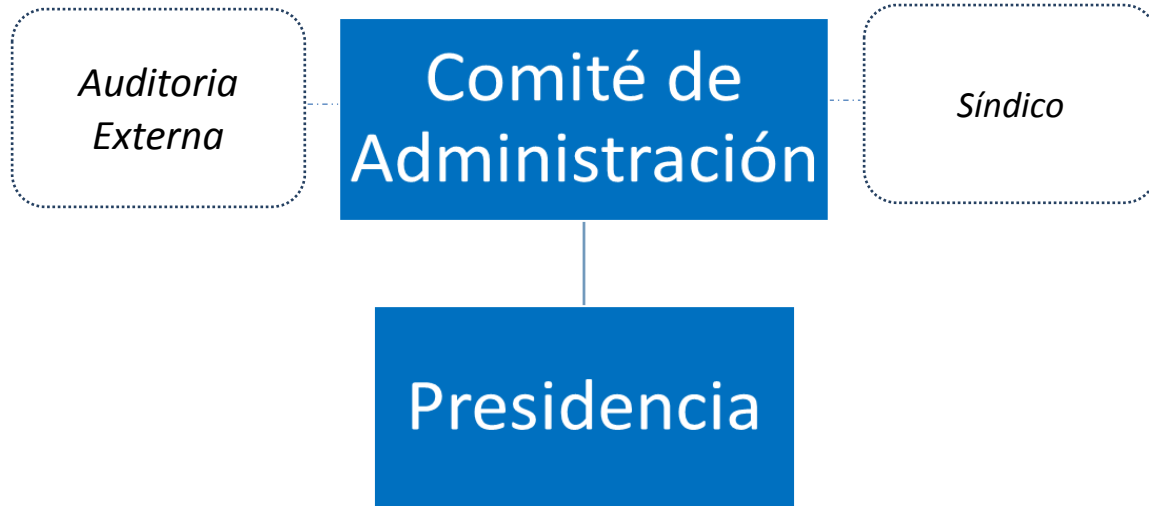 Auditoria
Externa
Comité de
Administración
Síndico
Presidencia